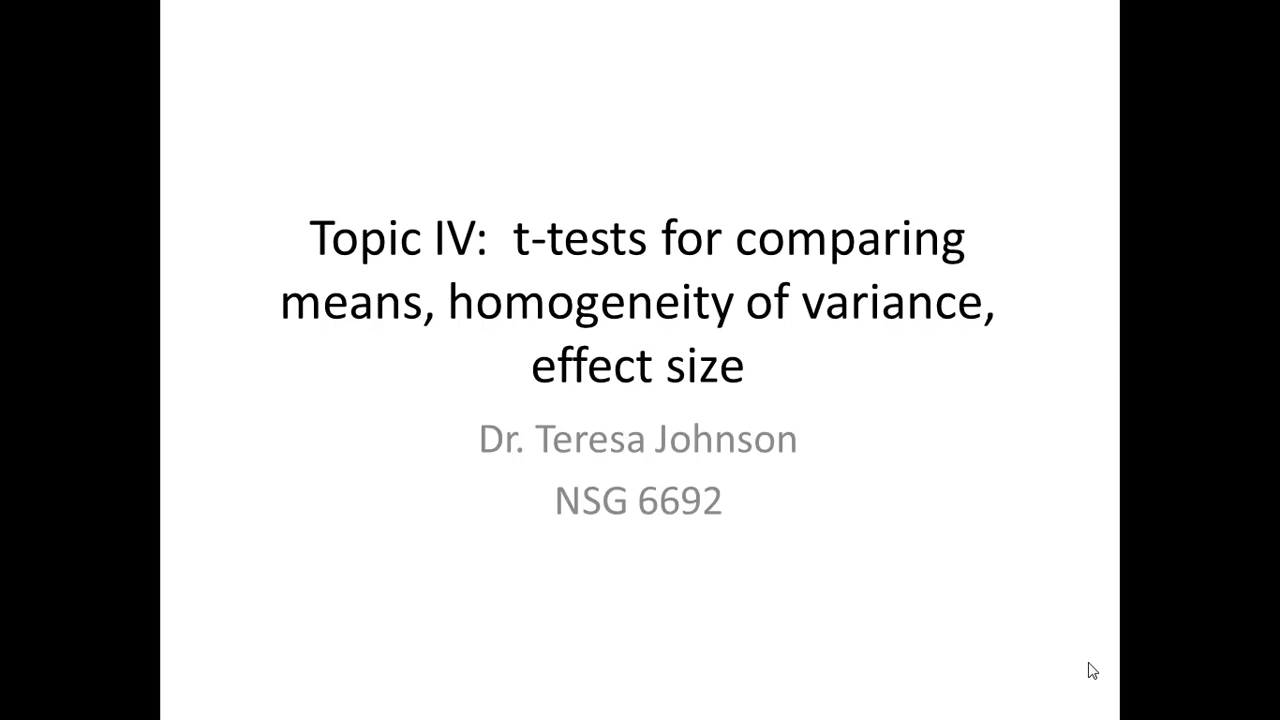 Topic IV:  t-tests for comparing
means, homogeneity of variance,
effect size
Dr. Teresa Johnson
NSG 6692